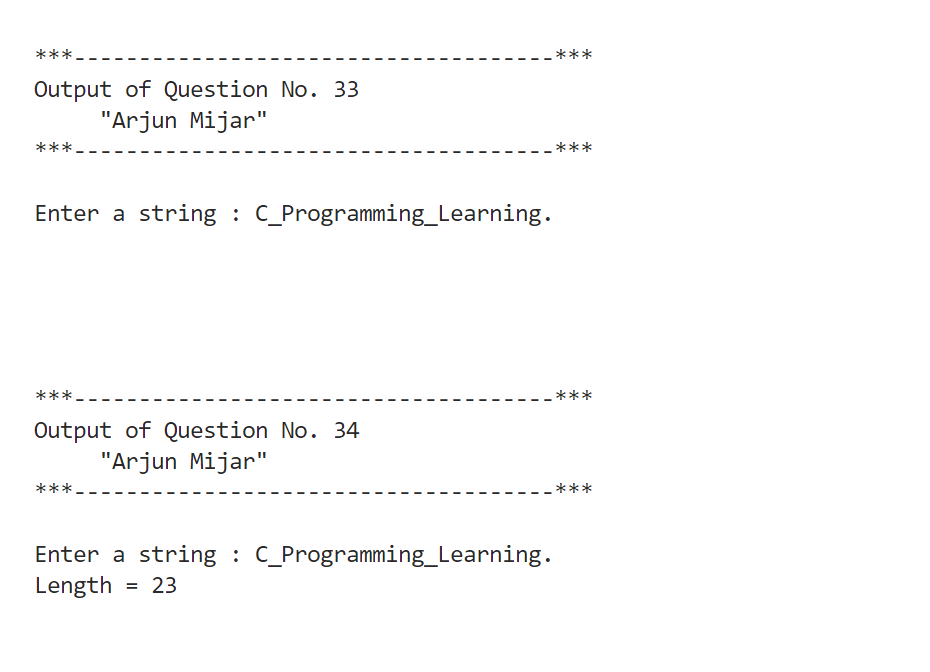 ***-------------------------------------***
Output of Question No. 33
     "Arjun Mijar"
***-------------------------------------***
Enter a string : C_Programming_Learning.
***-------------------------------------***
Output of Question No. 34
     "Arjun Mijar"
***-------------------------------------***
Enter a string : C_Programming_Learning.
Length = 23